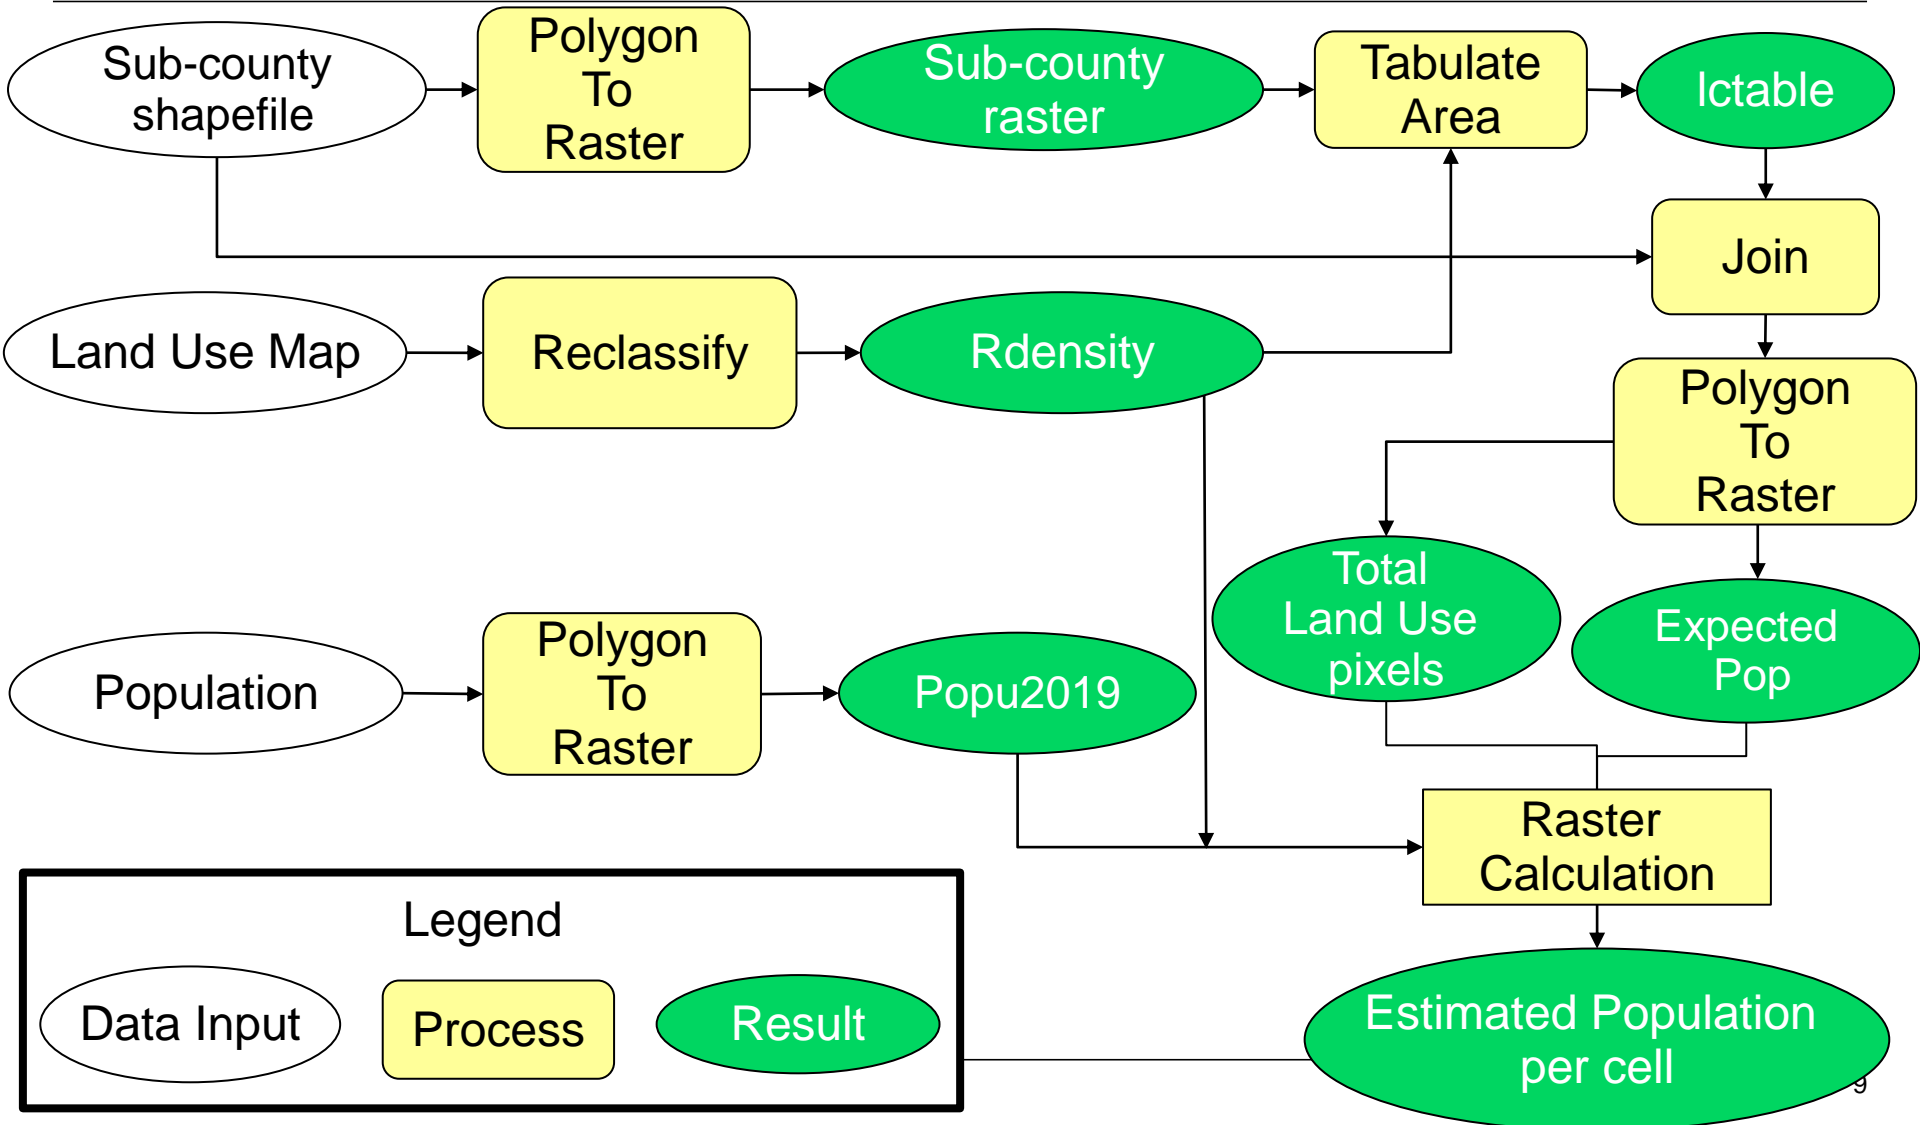 Sub-county
shapefile
Polygon
To
Raster
Sub-county
raster
Tabulate
Area
lctable
Join
Land Use Map
Reclassify
Rdensity
Polygon
To
Raster
Total
Land Use
pixels
Expected
Pop
Population
Polygon
To
Raster
Popu2019
Raster
Calculation
Legend
Data Input
Process
Result
Estimated Population
per cell
9